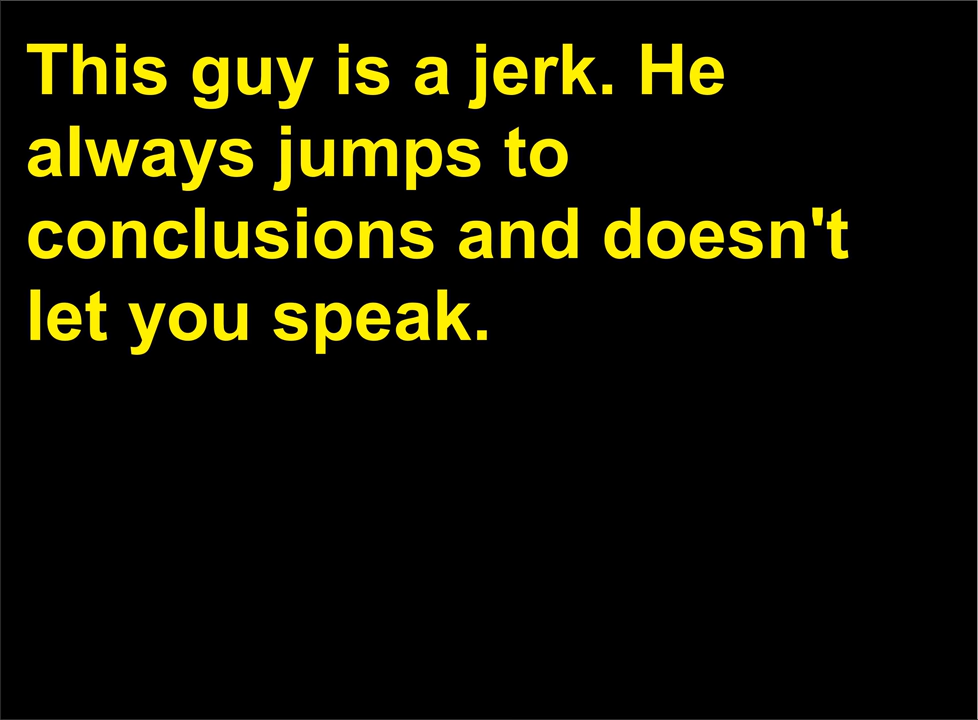 This guy is a jerk. He
always jumps to
conclusions and doesn't
let you speak.